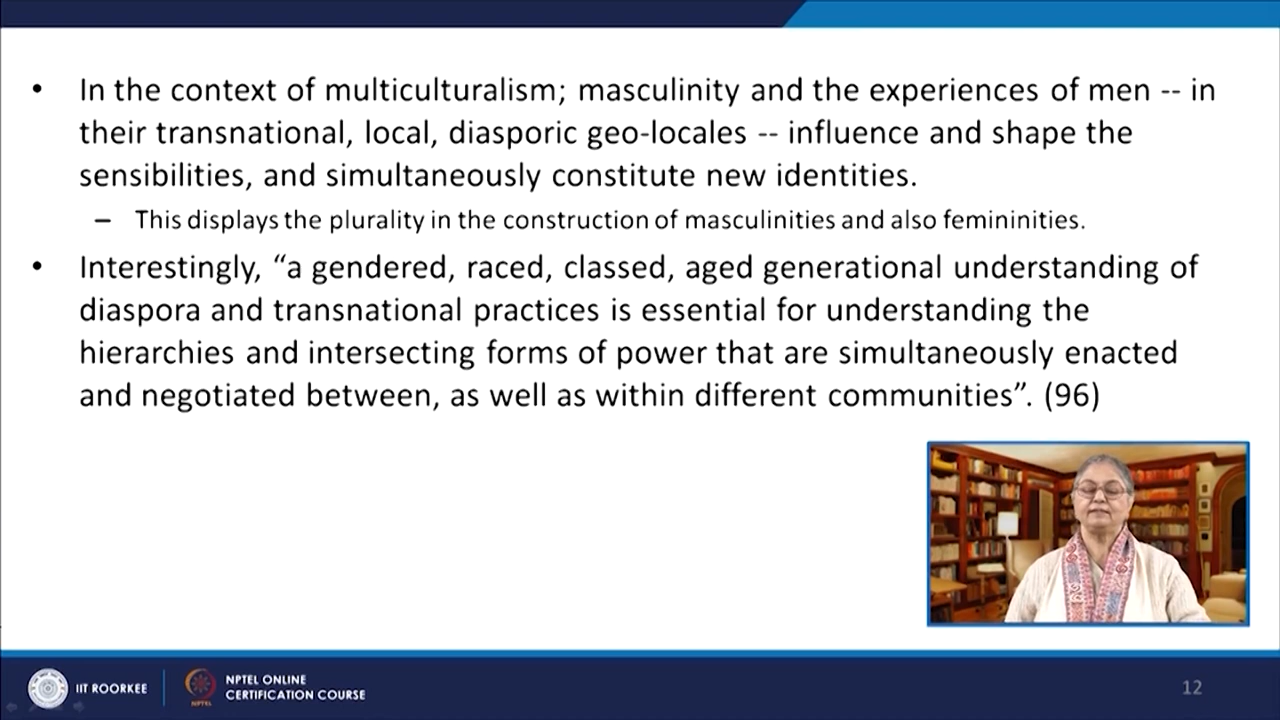 • In the context of multiculturalism; masculinity and the experiences of men -- in
their transnational, local, diasporic geo-locales -- influence and shape the
sensibilities, and simultaneously constitute new identities.
– This displays the plurality in the construction of masculinities and also femininities.
• Interestingly, “a gendered, raced, classed, aged generational understanding of
diaspora and transnational practices is essential for understanding the
hierarchies and intersecting forms of power that are simultaneously enacted
and negotiated between, as well as within different communities”. (96)
IIT ROORKEE
NPTEL
NPTEL ONLINE
CERTIFICATION COURSE
12